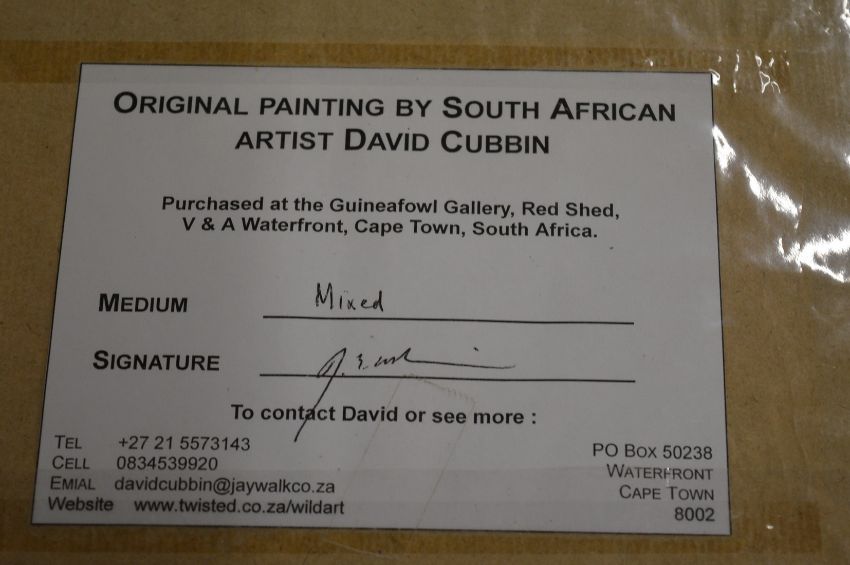 ORIGINAL PAINTING BY SOUTH AFRICAN
ARTIST DAVID CUBBIN
Purchased at the Guineafowl Gallery, Red Shed,
V & A Waterfront, Cape Town, South Africa.
MEDIUM Mixed
SIGNATURE
To contact David or see more :
TEL +27 21 5573143
CELL 0834539920
EMIAL davidcubbin@jaywalkco.za
Website www.twisted.co.za/wildart
PO BOX 50238
WATERFRONT
CAPE TOWN
8002